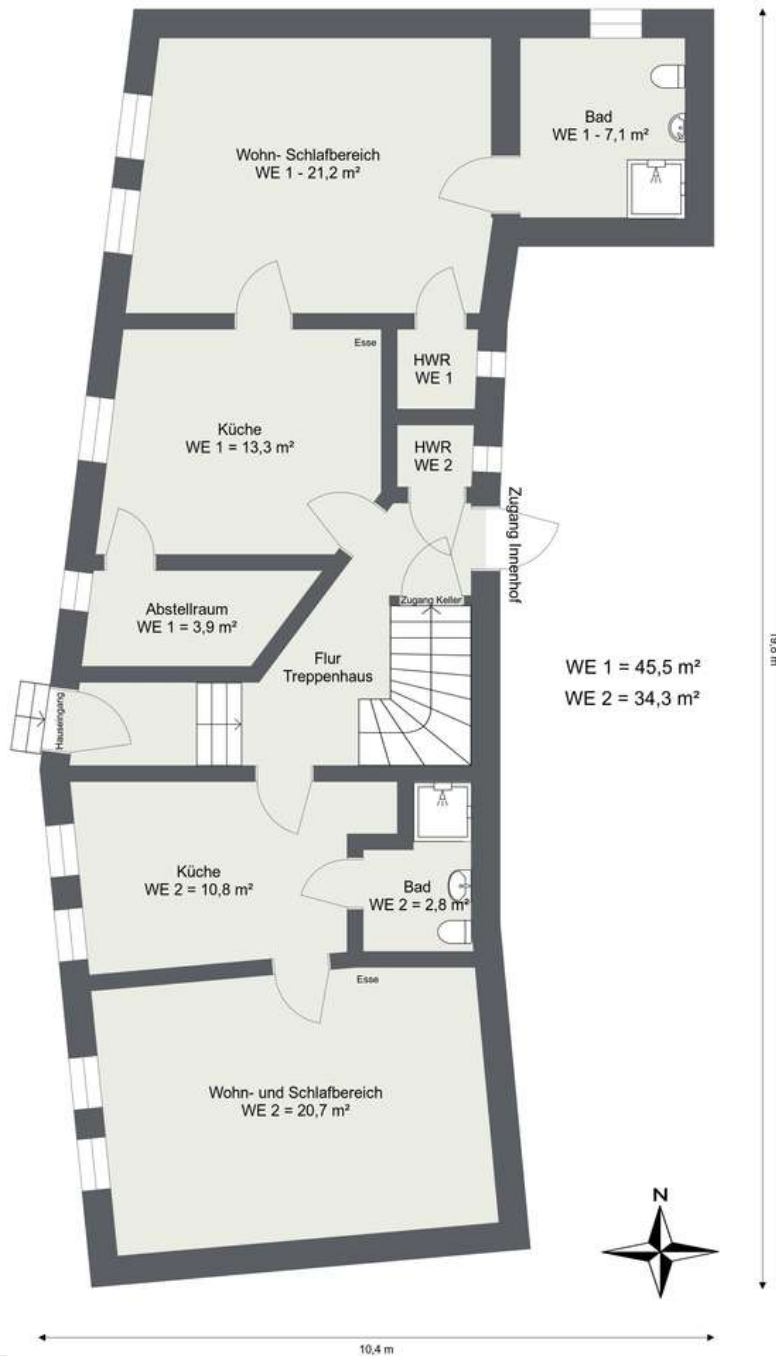 Bad
WE 1 - 7,1 m²
Wohn- Schlafbereich
WE 1 - 21,2 m²
Esse
HWR
WE 1
Küche
WE 1 = 13,3 m²
HWR
WE 2
Zugang Innenhof
Zugang Keller
Abstellraum
WE 1 = 3,9 m²
Flur
Treppenhaus
WE 1 = 45,5 m²
WE 2 = 34,3 m²
Hauseingang
Küche
WE 2 = 10,8 m²
Bad
WE 2 = 2,8 m²
Esse
Wohn- und Schlafbereich
WE 2 = 20,7 m²
N
10,4 m